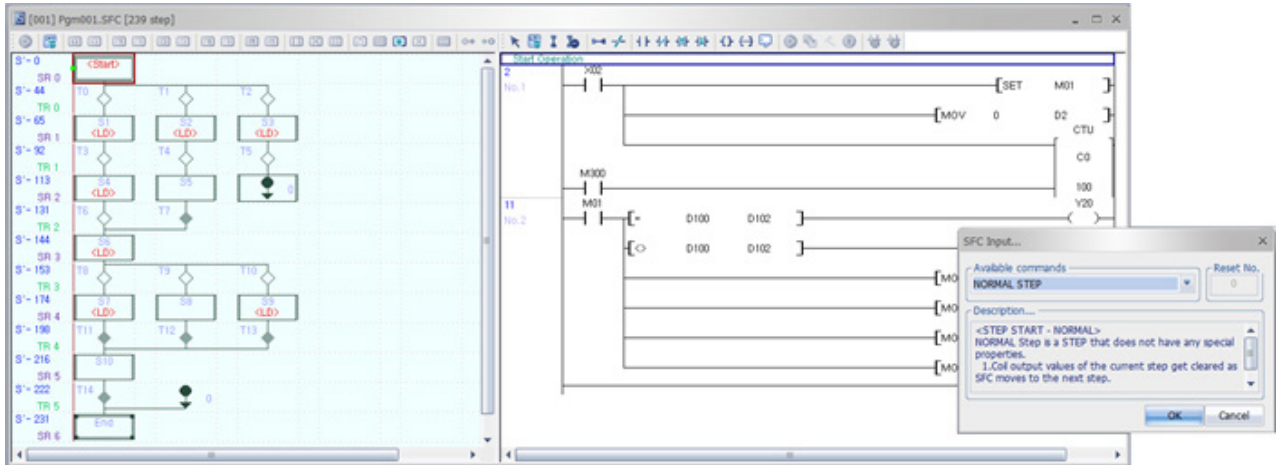 [001] Pgm001.SFC [239 step]
S'- 0
<Start>
SR 0
S'- 44
T0
T1
T2
TR 0
S'- 65
S1
S2
S3
<LD>
<LD>
<LD>
SR 1
S'- 92
T3
T4
T5
TR 1
S'- 113
S4
S5
0
<LD>
SR 2
S'- 131
T6
T7
TR 2
S'- 144
S6
<LD>
SR 3
S'- 153
T8
T9
T10
TR 3
S'- 174
S7
S8
S9
<LD>
<LD>
SR 4
S'- 198
T11
T12
T13
TR 4
S'- 216
S10
SR 5
S'- 222
T14
0
TR 5
S'- 231
End
SR 6
Start Operation
2
X02
No.1
SET M01
MOV 0 D2
CTU
C0
M300
100
11
M01
Y20
No.2
= D100 D102
<> D100 D102
MO
MO
MO
MO
SFC Input...
Available commands
Reset No.
NORMAL STEP
0
Description....
<STEP START - NORMAL>
NORMAL Step is a STEP that does not have any special
properties.
1.Coil output values of the current step get cleared as
SFC moves to the next step.
OK
Cancel